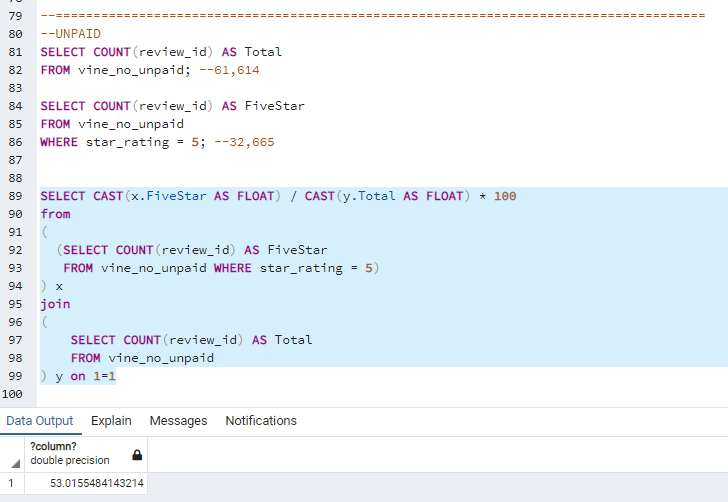 79 --=======================================================================================
80 --UNPAID
81 SELECT COUNT(review_id) AS Total
82 FROM vine_no_unpaid; --61,614
83
84 SELECT COUNT(review_id) AS FiveStar
85 FROM vine_no_unpaid
86 WHERE star_rating = 5; --32,665
87
88
89 SELECT CAST(x.FiveStar AS FLOAT) / CAST(y.Total AS FLOAT) * 100
90 from
91 (
92   (SELECT COUNT(review_id) AS FiveStar
93    FROM vine_no_unpaid WHERE star_rating = 5)
94 ) x
95 join
96 (
97     SELECT COUNT(review_id) AS Total
98     FROM vine_no_unpaid
99 ) y on 1=1
100
Data Output Explain Messages Notifications
?column?
double precision
1 53.0155484143214